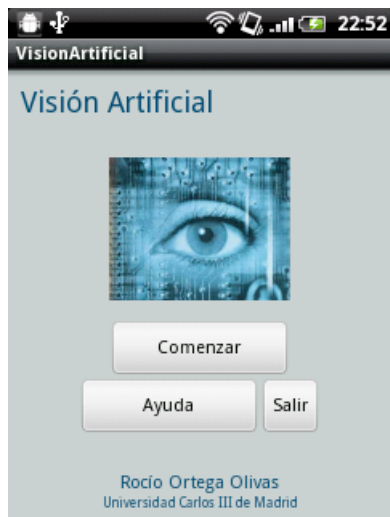 22:52
VisionArtificial
Visión Artificial
Comenzar
Ayuda Salir
Rocío Ortega Olivas
Universidad Carlos III de Madrid